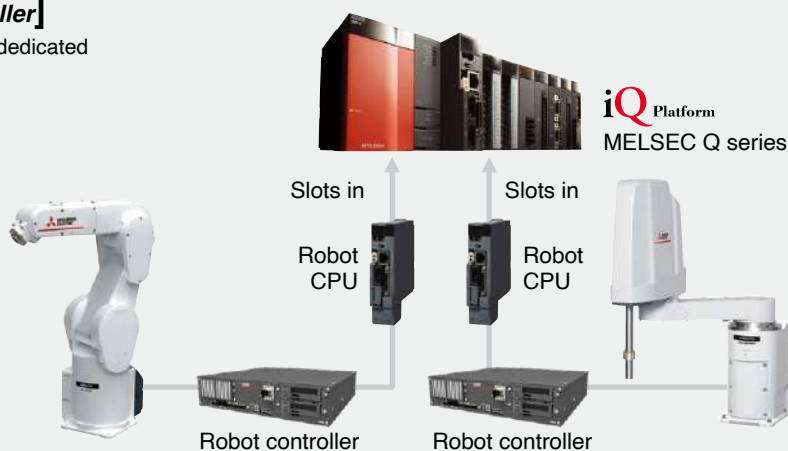 ller]
dedicated
iQ Platform
MELSEC Q series
Slots in
Slots in
Robot
CPU
Robot
CPU
Robot controller
Robot controller